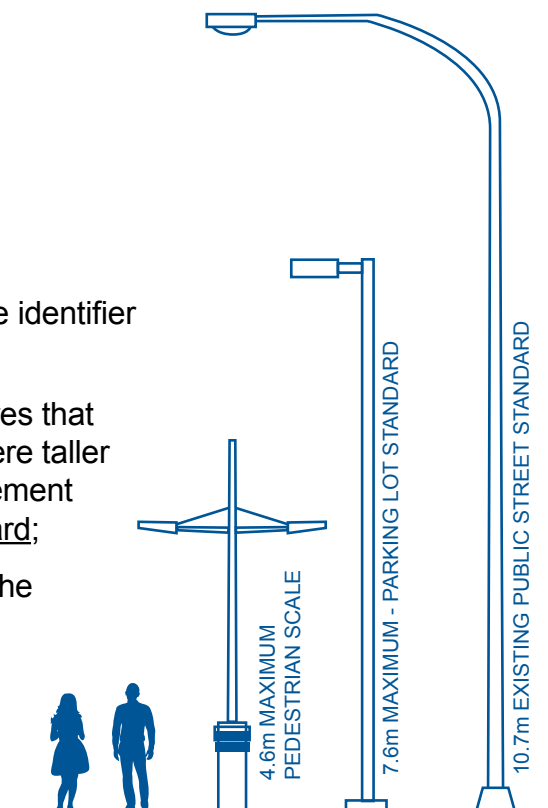 e identifier
es that
ere taller
ement
ard;
he
4.6m MAXIMUM
PEDESTRIAN SCALE
7.6m MAXIMUM - PARKING LOT STANDARD
10.7m EXISTING PUBLIC STREET STANDARD